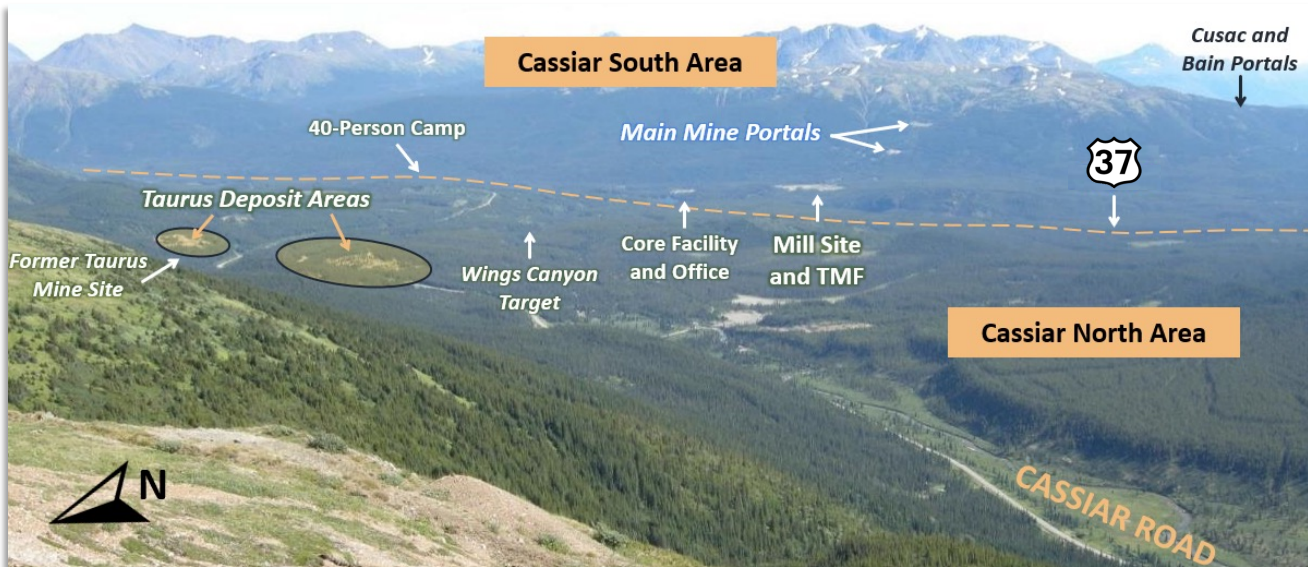 Cassiar South Area
Cusac and
Bain Portals
40-Person Camp
Main Mine Portals
37
Taurus Deposit Areas
Former Taurus
Mine Site
Wings Canyon
Target
Core Facility
and Office
Mill Site
and TMF
Cassiar North Area
N
CASSIAR ROAD